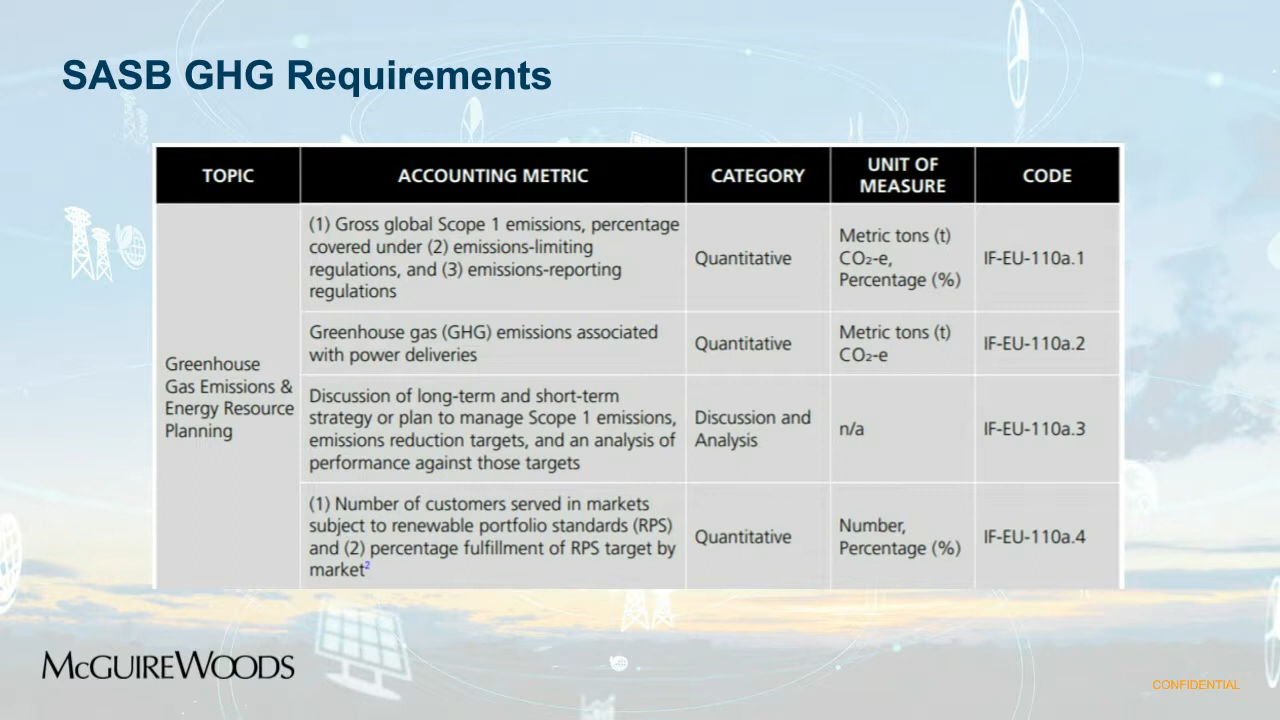 SASB GHG Requirements
TOPIC
ACCOUNTING METRIC
CATEGORY
UNIT OF
MEASURE
CODE
Greenhouse
Gas Emissions &
Energy Resource
Planning
(1) Gross global Scope 1 emissions, percentage
covered under (2) emissions-limiting
regulations, and (3) emissions-reporting
regulations
Quantitative
Metric tons (t)
CO₂-e,
Percentage (%)
IF-EU-110a.1
Greenhouse gas (GHG) emissions associated
with power deliveries
Quantitative
Metric tons (t)
CO₂-e
IF-EU-110a.2
Discussion of long-term and short-term
strategy or plan to manage Scope 1 emissions,
emissions reduction targets, and an analysis of
performance against those targets
Discussion and
Analysis
n/a
IF-EU-110a.3
(1) Number of customers served in markets
subject to renewable portfolio standards (RPS)
and (2) percentage fulfillment of RPS target by
market²
Quantitative
Number,
Percentage (%)
IF-EU-110a.4
McGUIREWOODS
CONFIDENTIAL